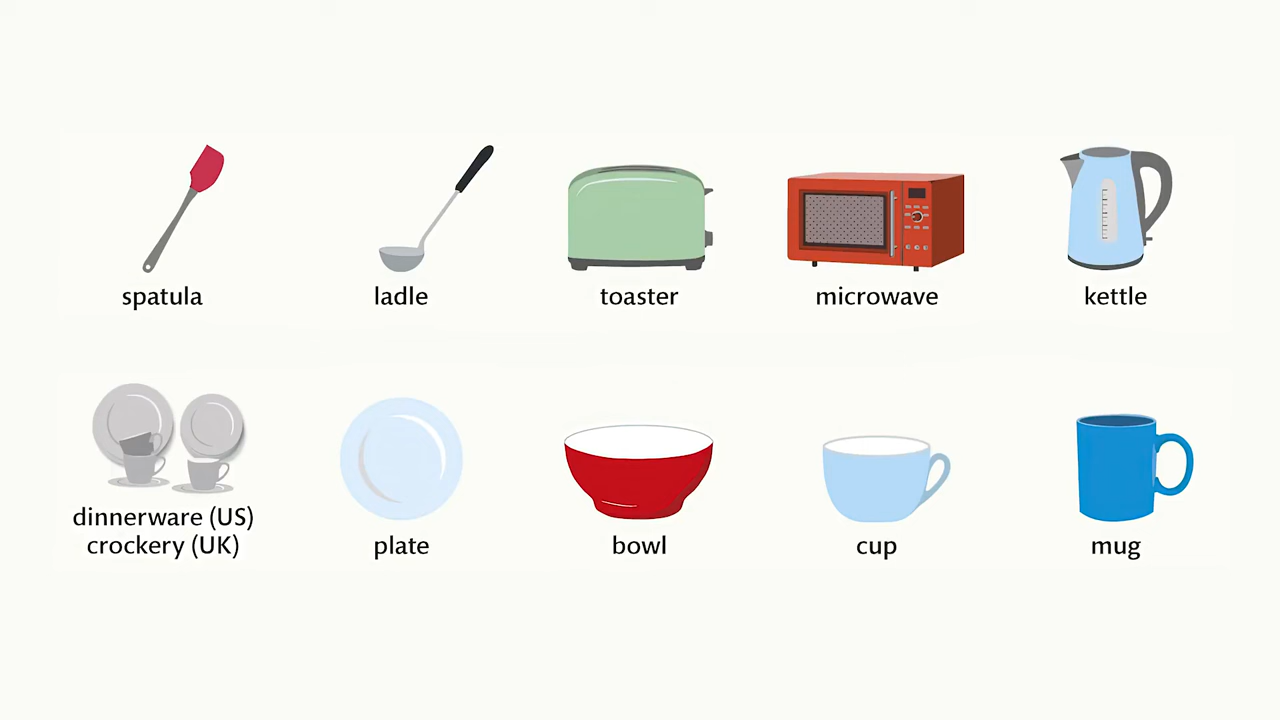 spatula
ladle
toaster
microwave
kettle
dinnerware (US)
crockery (UK)
plate
bowl
cup
mug